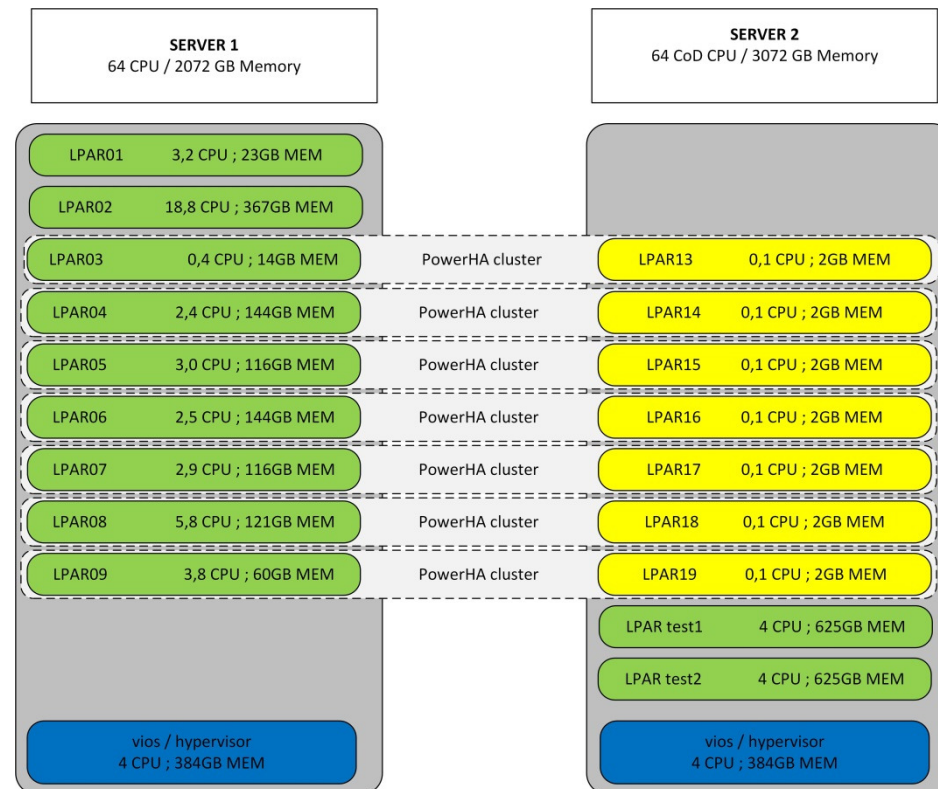 SERVER 1
64 CPU / 2072 GB Memory
SERVER 2
64 CoD CPU / 3072 GB Memory
LPAR01 3,2 CPU ; 23GB MEM
LPAR02 18,8 CPU ; 367GB MEM
LPAR03 0,4 CPU ; 14GB MEM PowerHA cluster LPAR13 0,1 CPU ; 2GB MEM
LPAR04 2,4 CPU ; 144GB MEM PowerHA cluster LPAR14 0,1 CPU ; 2GB MEM
LPAR05 3,0 CPU ; 116GB MEM PowerHA cluster LPAR15 0,1 CPU ; 2GB MEM
LPAR06 2,5 CPU ; 144GB MEM PowerHA cluster LPAR16 0,1 CPU ; 2GB MEM
LPAR07 2,9 CPU ; 116GB MEM PowerHA cluster LPAR17 0,1 CPU ; 2GB MEM
LPAR08 5,8 CPU ; 121GB MEM PowerHA cluster LPAR18 0,1 CPU ; 2GB MEM
LPAR09 3,8 CPU ; 60GB MEM PowerHA cluster LPAR19 0,1 CPU ; 2GB MEM
LPAR test1 4 CPU ; 625GB MEM
LPAR test2 4 CPU ; 625GB MEM
vios / hypervisor
4 CPU ; 384GB MEM
vios / hypervisor
4 CPU ; 384GB MEM